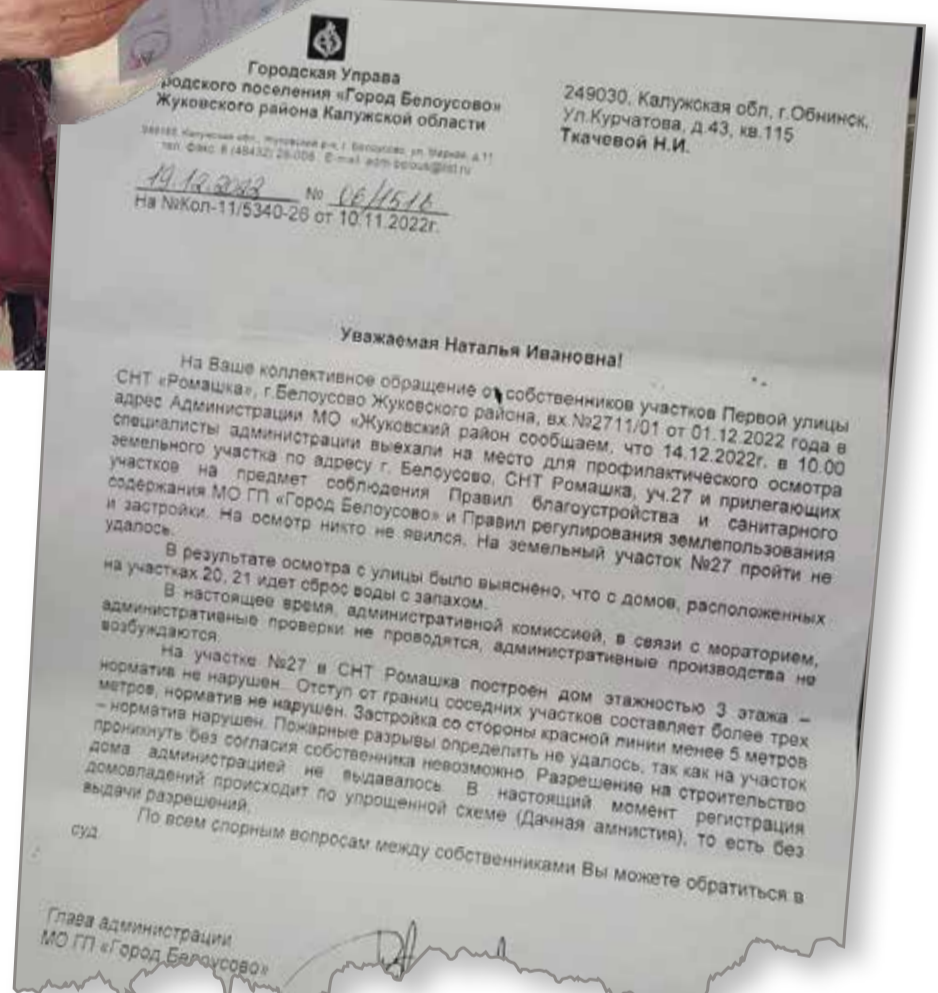 Городская Управа
родского поселения «Город Белоусово»
Жуковского района Калужской области
249030, Калужская обл, г.Обнинск,
Ул.Курчатова, д.43, кв.115
Ткачевой Н.И.
19.12.2022 №
На №Кол-11/5340-26 от 10.11.2022г.
Уважаемая Наталья Ивановна!
На Ваше коллективное обращение от собственников участков Первой улицы
СНТ «Ромашка», г.Белоусово Жуковского района, вх.№2711/01 от 01.12.2022 года в
адрес Администрации МО «Жуковский район сообщаем, что 14.12.2022г. в 10.00
специалисты администрации выехали на место для профилактического осмотра
земельного участка по адресу г. Белоусово, СНТ Ромашка, уч.27 и прилегающих
участков на предмет соблюдения Правил благоустройства и санитарного
содержания МО ГП «Город Белоусово» и Правил регулирования землепользования
и застройки. На осмотр никто не явился. На земельный участок №27 пройти не
удалось.
В результате осмотра с улицы было выяснено, что с домов, расположенных
на участках 20, 21 идет сброс воды с запахом.
В настоящее время, административной комиссией, в связи с мораторием,
административные проверки не проводятся, административные производства не
возбуждаются.
На участке №27 в СНТ Ромашка построен дом этажностью 3 этажа –
норматив не нарушен. Отступ от границ соседних участков составляет более трех
метров, норматив не нарушен. Застройка со стороны красной линии менее 5 метров
– норматив нарушен. Пожарные разрывы определить не удалось, так как на участок
проникнуть без согласия собственника невозможно. Разрешение на строительство
дома администрацией не выдавалось. В настоящий момент регистрация
домовладений происходит по упрощенной схеме (Дачная амнистия), то есть без
выдачи разрешений.
По всем спорным вопросам между собственниками Вы можете обратиться в
суд
Глава администрации
МО ГП «Город Белоусово»